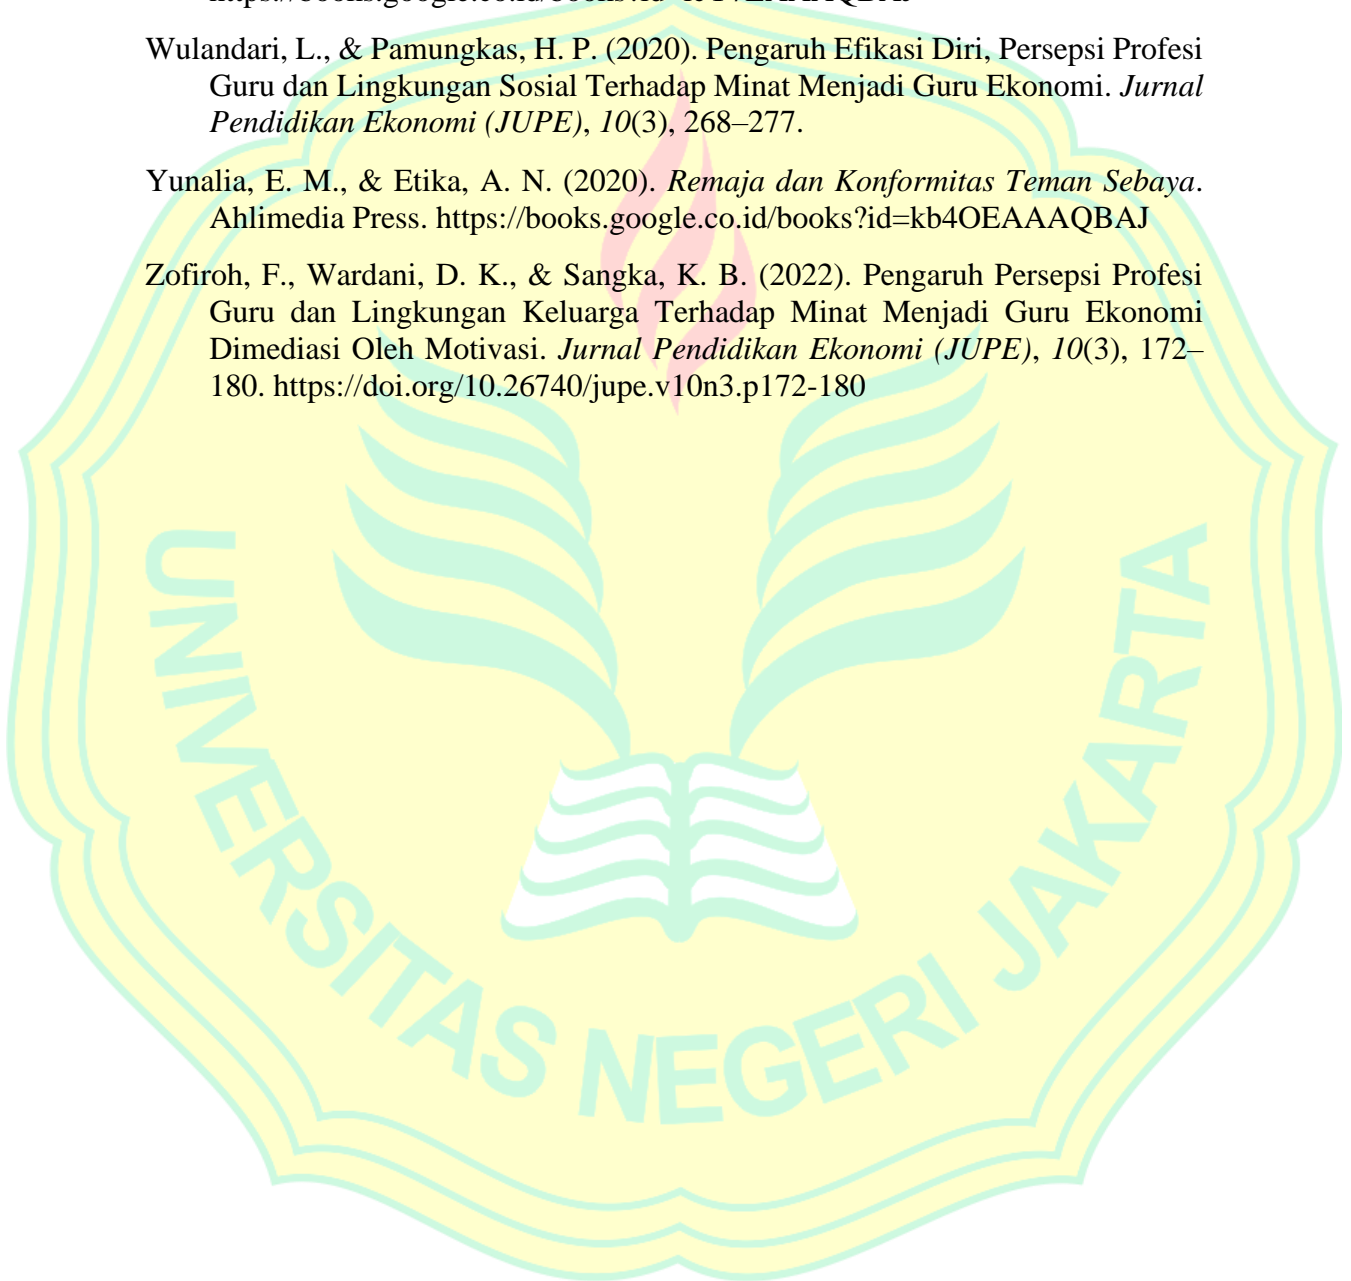 Wulandari, L., & Pamungkas, H. P. (2020). Pengaruh Efikasi Diri, Persepsi Profesi
Guru dan Lingkungan Sosial Terhadap Minat Menjadi Guru Ekonomi. Jurnal
Pendidikan Ekonomi (JUPE), 10(3), 268–277.
Yunalia, E. M., & Etika, A. N. (2020). Remaja dan Konformitas Teman Sebaya.
Ahlimedia Press. https://books.google.co.id/books?id=kb4OEAAAQBAJ
Zofiroh, F., Wardani, D. K., & Sangka, K. B. (2022). Pengaruh Persepsi Profesi
Guru dan Lingkungan Keluarga Terhadap Minat Menjadi Guru Ekonomi
Dimediasi Oleh Motivasi. Jurnal Pendidikan Ekonomi (JUPE), 10(3), 172–
180. https://doi.org/10.26740/jupe.v10n3.p172-180
UNIVERSITAS NEGERI JAKARTA